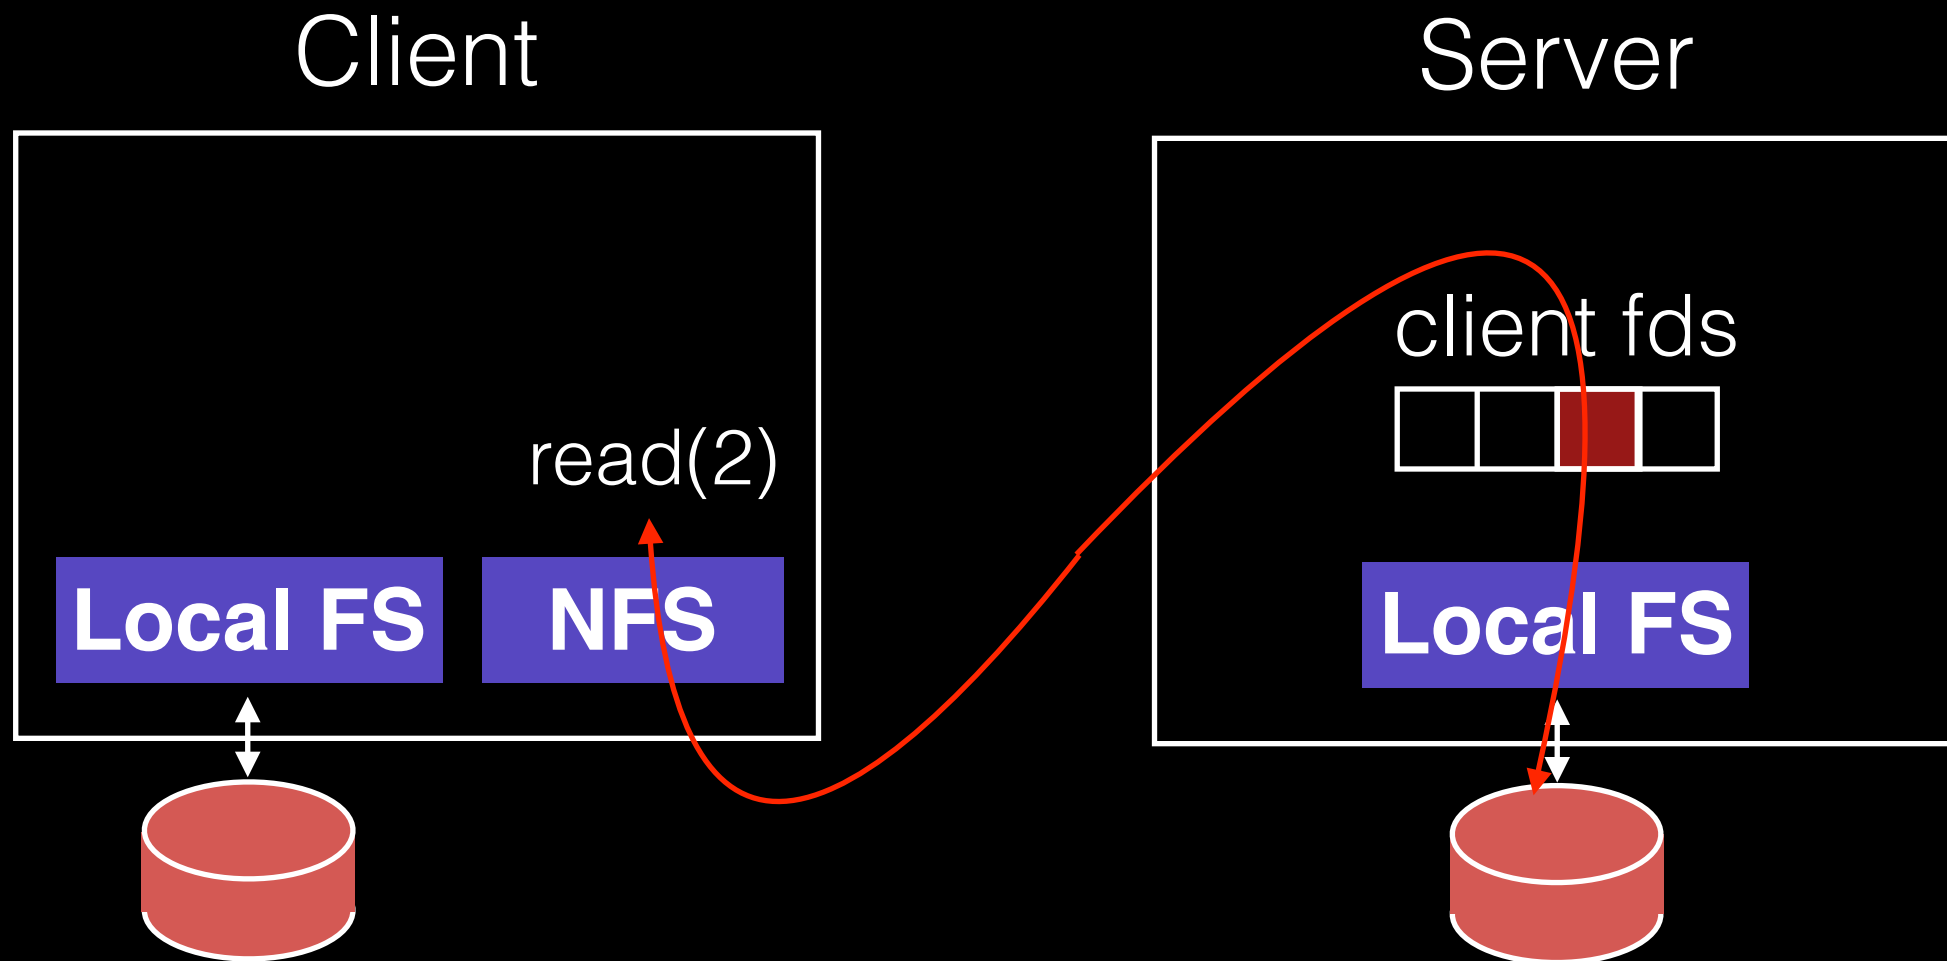 Client
Server
client fds
read(2)
Local FS
NFS
Local FS